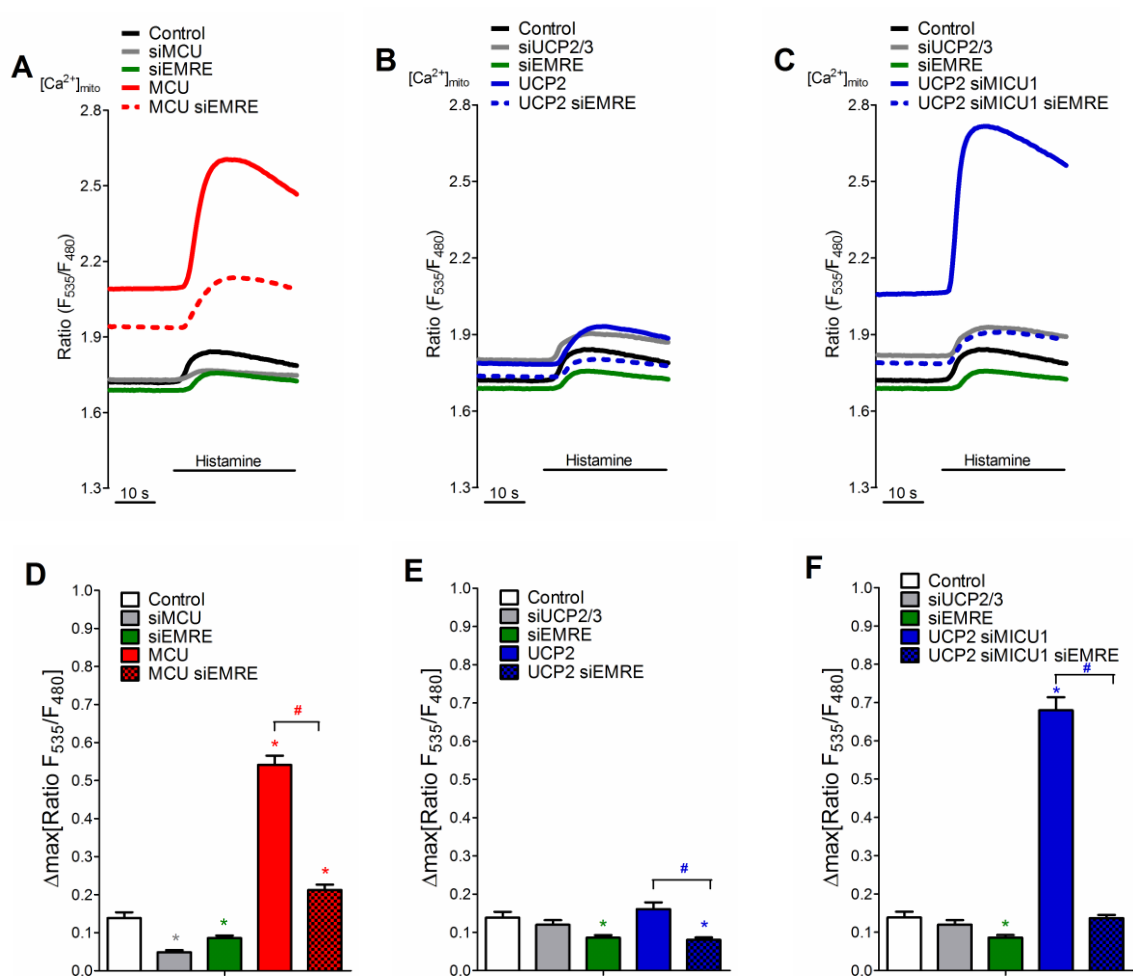 A
[Ca²⁺]mito
Control
siMCU
siEMRE
MCU
MCU siEMRE
Ratio (F₅₃₅/F₄₈₀)
2.8
2.5
2.2
1.9
1.6
1.3
Histamine
10 s
B
[Ca²⁺]mito
Control
siUCP2/3
siEMRE
UCP2
UCP2 siEMRE
Ratio (F₅₃₅/F₄₈₀)
2.8
2.5
2.2
1.9
1.6
1.3
Histamine
10 s
C
[Ca²⁺]mito
Control
siUCP2/3
siEMRE
UCP2 siMICU1
UCP2 siMICU1 siEMRE
Ratio (F₅₃₅/F₄₈₀)
2.8
2.5
2.2
1.9
1.6
1.3
Histamine
10 s
D
Control
siMCU
siEMRE
MCU
MCU siEMRE
Δmax[Ratio F₅₃₅/F₄₈₀]
1.0
0.9
0.8
0.7
0.6
0.5
0.4
0.3
0.2
0.1
0.0
* * * # *
E
Control
siUCP2/3
siEMRE
UCP2
UCP2 siEMRE
Δmax[Ratio F₅₃₅/F₄₈₀]
1.0
0.9
0.8
0.7
0.6
0.5
0.4
0.3
0.2
0.1
0.0
* # *
F
Control
siUCP2/3
siEMRE
UCP2 siMICU1
UCP2 siMICU1 siEMRE
Δmax[Ratio F₅₃₅/F₄₈₀]
1.0
0.9
0.8
0.7
0.6
0.5
0.4
0.3
0.2
0.1
0.0
* * #